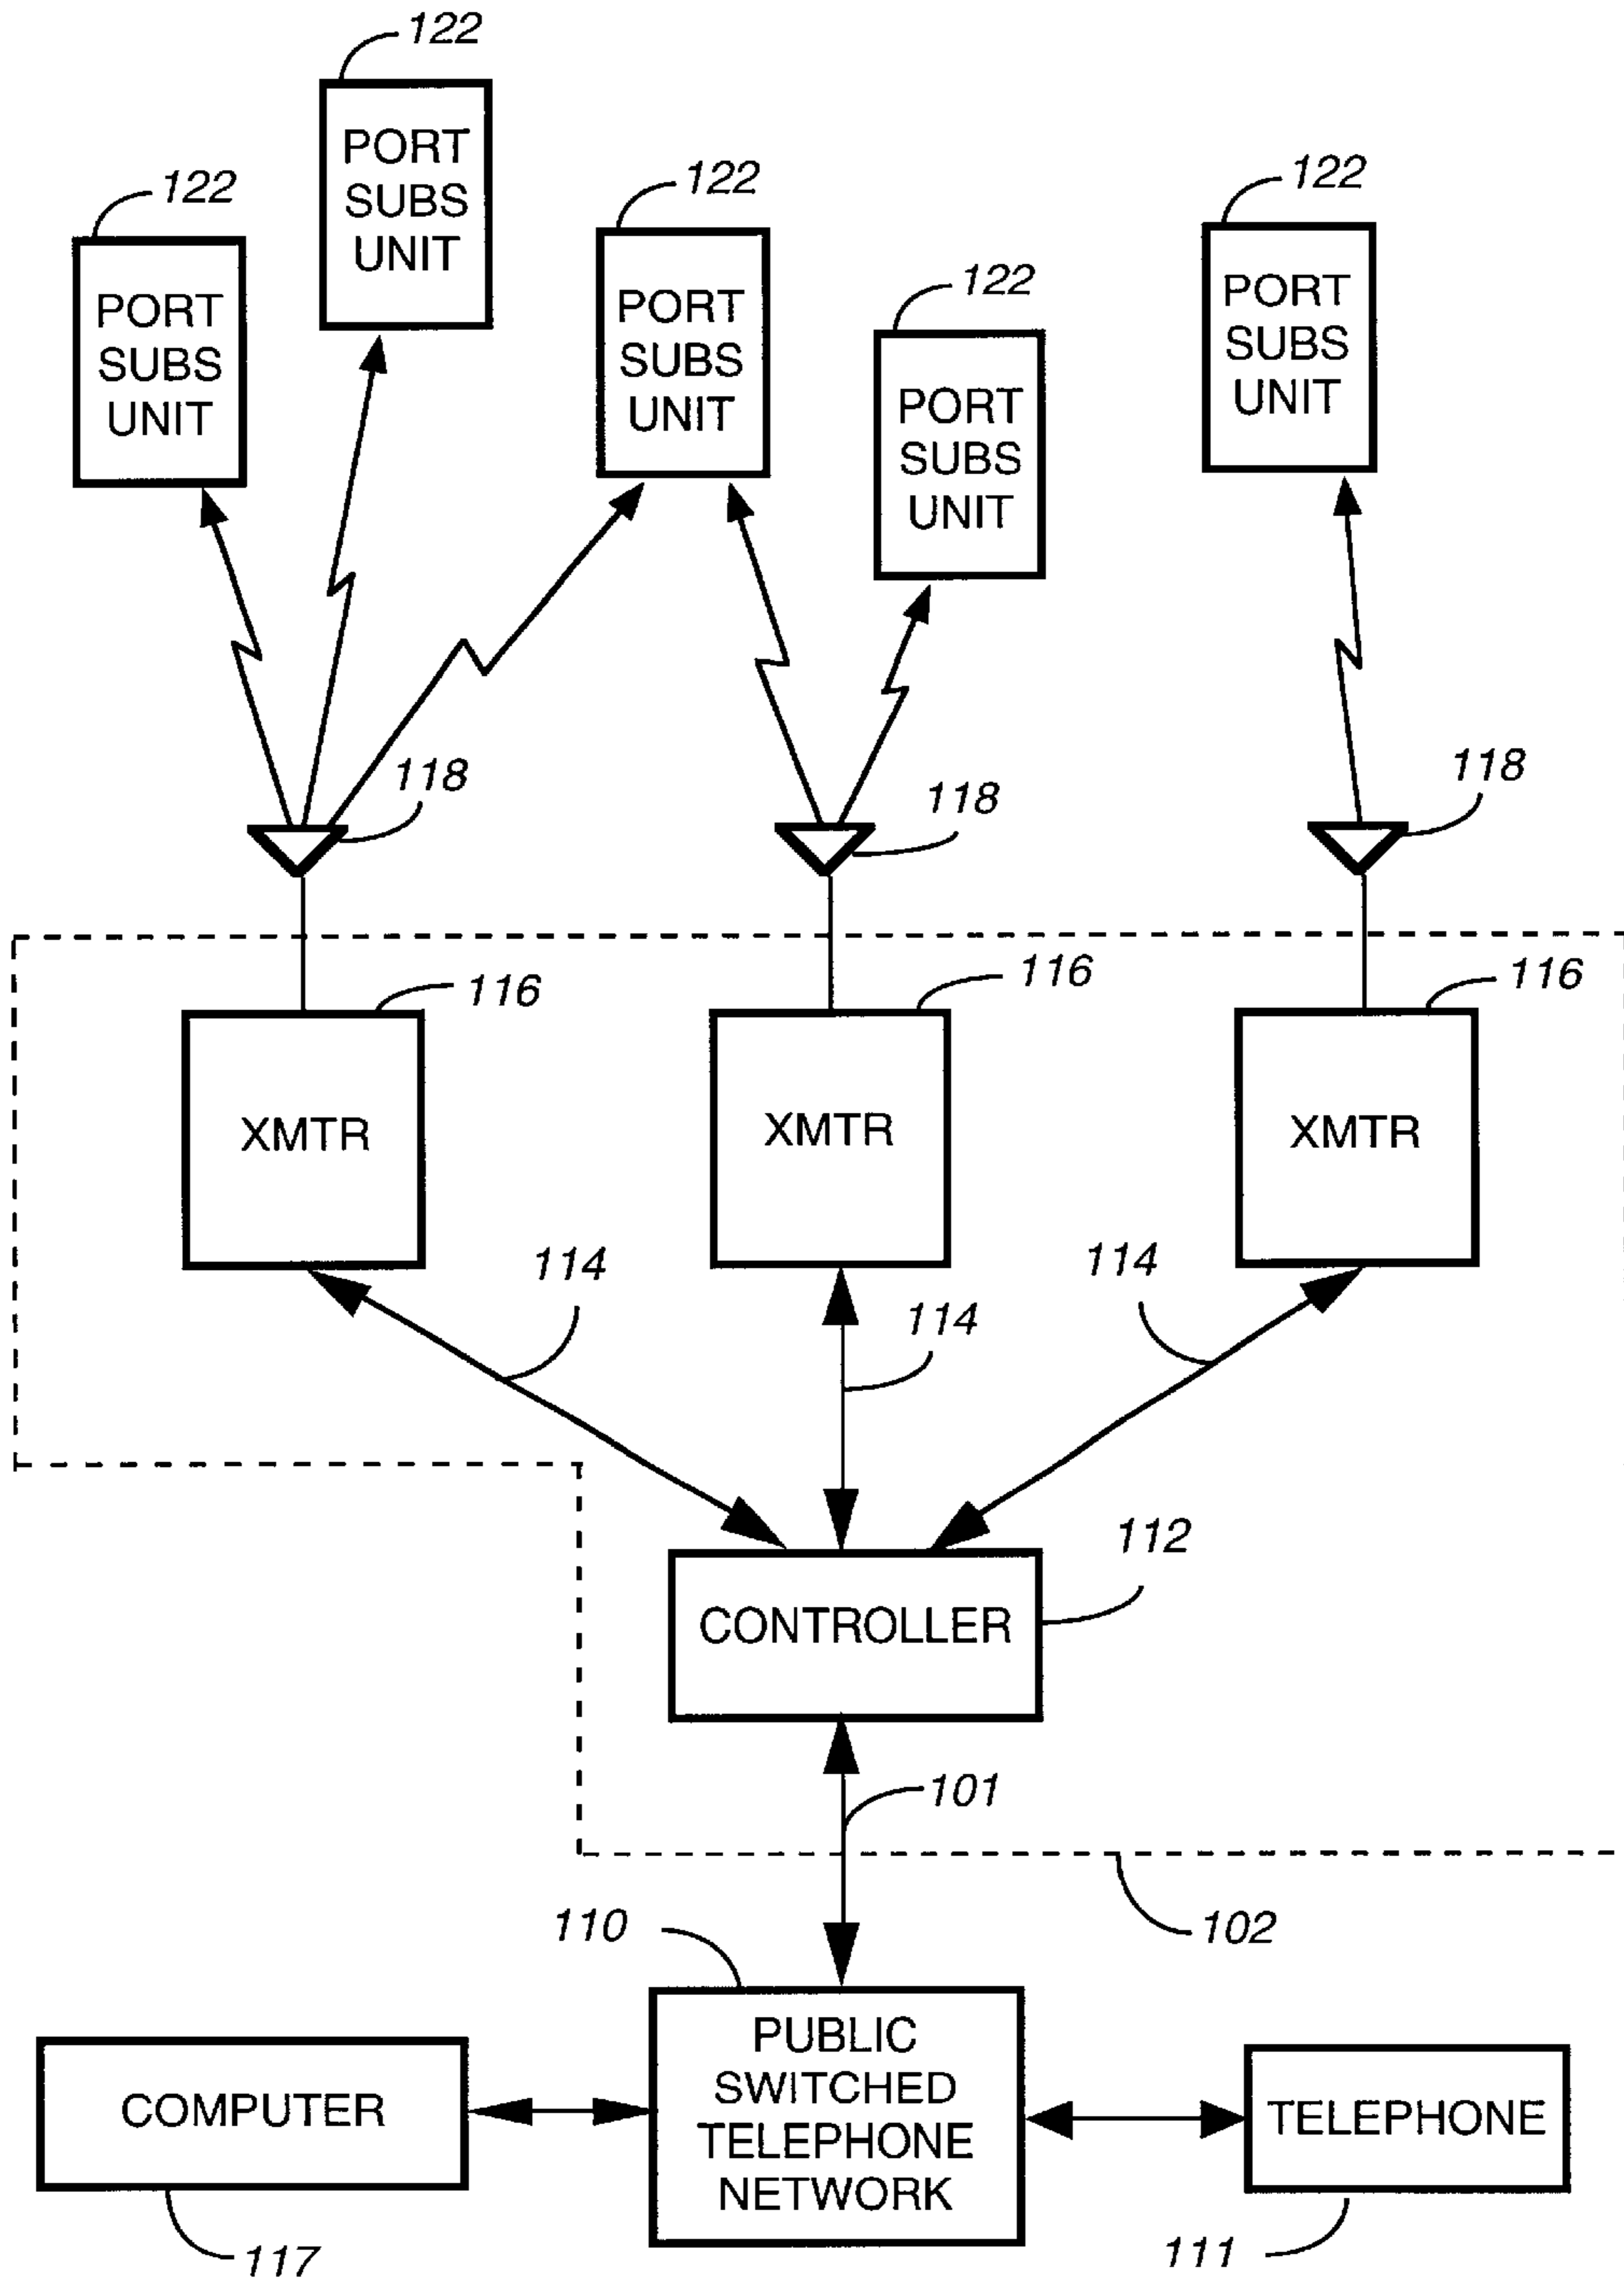 122
122
PORT
SUBS
UNIT
122
122
PORT
SUBS
UNIT
122
PORT
SUBS
UNIT
PORT
SUBS
UNIT
PORT
SUBS
UNIT
118
118
118
116
116
116
XMTR
XMTR
XMTR
114
114
114
112
CONTROLLER
101
102
110
PUBLIC
SWITCHED
TELEPHONE
NETWORK
COMPUTER
TELEPHONE
117
111